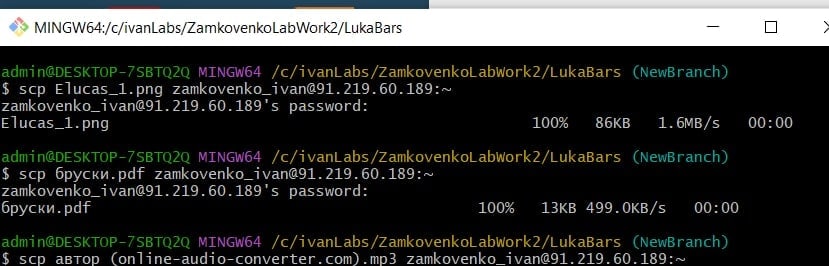 MINGW64:/c/ivanLabs/ZamkovenkoLabWork2/LukaBars
admin@DESKTOP-7SBTQ2Q MINGW64 /c/ivanLabs/ZamkovenkoLabWork2/LukaBars (NewBranch)
$ scp Elucas_1.png zamkovenko_ivan@91.219.60.189:~
zamkovenko_ivan@91.219.60.189's password:
Elucas_1.png 100% 86KB 1.6MB/s 00:00
admin@DESKTOP-7SBTQ2Q MINGW64 /c/ivanLabs/ZamkovenkoLabWork2/LukaBars (NewBranch)
$ scp бруски.pdf zamkovenko_ivan@91.219.60.189:~
zamkovenko_ivan@91.219.60.189's password:
бруски.pdf 100% 13KB 499.0KB/s 00:00
admin@DESKTOP-7SBTQ2Q MINGW64 /c/ivanLabs/ZamkovenkoLabWork2/LukaBars (NewBranch)
$ scp автор (online-audio-converter.com).mp3 zamkovenko_ivan@91.219.60.189:~